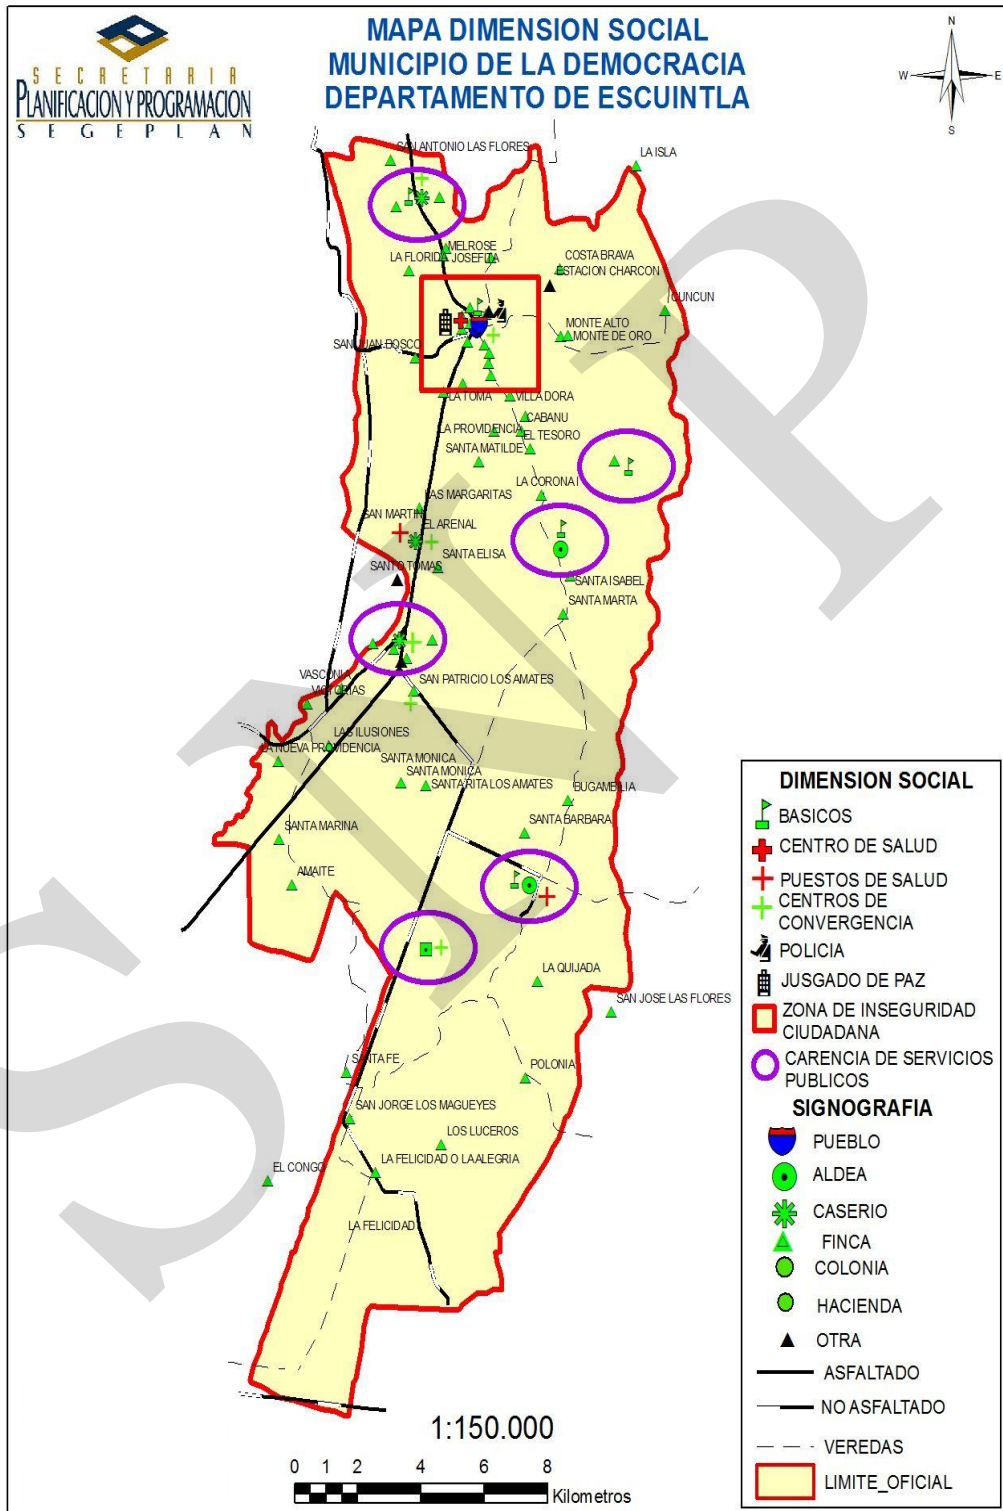 SECRETARIA
PLANIFICACION Y PROGRAMACION
SEGEPLAN
MAPA DIMENSION SOCIAL
MUNICIPIO DE LA DEMOCRACIA
DEPARTAMENTO DE ESCUINTLA
N
W
E
S
SAN ANTONIO LAS FLORES
LA ISLA
MELROSE
LA FLORIDA
JOSEFITA
COSTA BRAVA
ESTACION CHARCON
CUNCUN
MONTE ALTO
MONTE DE ORO
SAN JUAN BOSCO
LA TOMA
VILLA DORA
CABANU
LA PROVIDENCIA
EL TESORO
SANTA MATILDE
LA CORONA I
LAS MARGARITAS
SAN MARTIN
EL ARENAL
SANTA ELISA
SANTO TOMAS
SANTA ISABEL
SANTA MARTA
VASCONIA
SAN PATRICIO LOS AMATES
VICTORIAS
LAS ILUSIONES
LA NUEVA PROVIDENCIA
SANTA MONICA
SANTA MONICA
SANTA RITA LOS AMATES
BUGAMBILIA
SANTA BARBARA
SANTA MARINA
AMAITE
LA QUIJADA
SAN JOSE LAS FLORES
SANTA FE
POLONIA
SAN JORGE LOS MAGUEYES
LOS LUCEROS
LA FELICIDAD O LA ALEGRIA
EL CONGO
LA FELICIDAD
DIMENSION SOCIAL
BASICOS
CENTRO DE SALUD
PUESTOS DE SALUD
CENTROS DE
CONVERGENCIA
POLICIA
JUSGADO DE PAZ
ZONA DE INSEGURIDAD
CIUDADANA
CARENCIA DE SERVICIOS
PUBLICOS
SIGNOGRAFIA
PUEBLO
ALDEA
CASERIO
FINCA
COLONIA
HACIENDA
OTRA
ASFALTADO
NO ASFALTADO
VEREDAS
LIMITE_OFICIAL
1:150.000
0 1 2 4 6 8
Kilometros
SNIP